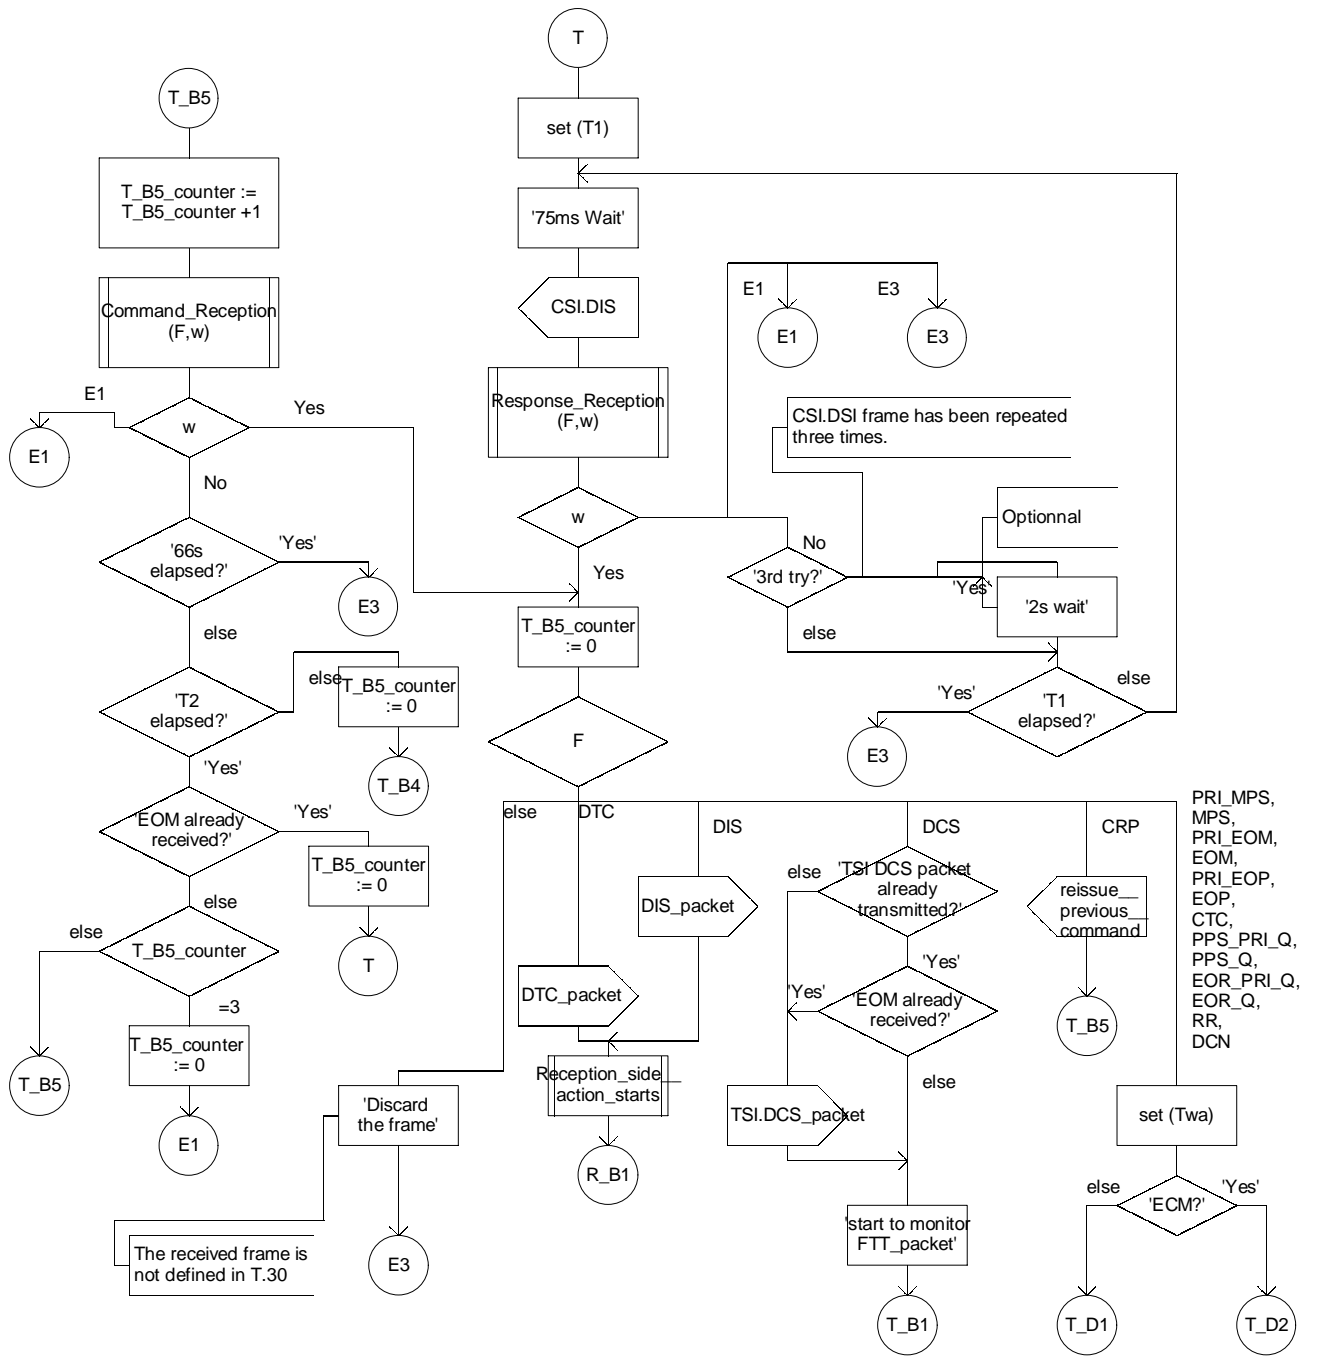 T
T_B5
set (T1)
T_B5_counter :=
T_B5_counter +1
'75ms Wait'
Command_Reception
(F,w)
CSI.DIS
E1
E3
E1
E3
Response_Reception
(F,w)
E1
w
Yes
E1
No
CSI.DSI frame has been repeated
three times.
w
Optionnal
No
'66s
elapsed?'
'Yes'
E3
else
Yes
'3rd try?'
'Yes'
'2s wait'
else
T_B5_counter
:= 0
'T2
elapsed?'
else
T_B5_counter
:= 0
T_B4
'Yes'
F
'Yes'
'T1
elapsed?'
else
E3
'EOM already
received?'
'Yes'
T_B5_counter
:= 0
T
else
else
T_B5_counter
=3
T_B5
T_B5_counter
:= 0
E1
else
DTC
DIS
DCS
CRP
PRI_MPS,
MPS,
PRI_EOM,
EOM,
PRI_EOP,
EOP,
CTC,
PPS_PRI_Q,
PPS_Q,
EOR_PRI_Q,
EOR_Q,
RR,
DCN
else
'TSI DCS packet
already
transmitted?'
reissue__
previous__
command
DIS_packet
'Yes'
DTC_packet
'Yes'
'EOM already
received?'
T_B5
else
Reception_side__
action_starts
'Discard
the frame'
TSI.DCS_packet
set (Twa)
R_B1
else
'ECM?'
'Yes'
'start to monitor
FTT_packet'
The received frame is
not defined in T.30
E3
T_B1
T_D1
T_D2